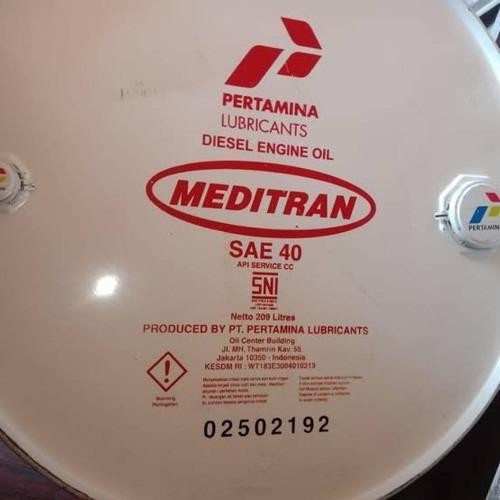 PERTAMINA
LUBRICANTS
DIESEL ENGINE OIL
MEDITRAN
SAE 40
API SERVICE CC
SNI
PERTAMINA
Netto 209 Litres
PRODUCED BY PT. PERTAMINA LUBRICANTS
Oil Center Building
Jl. MH. Thamrin Kav. 55
Jakarta 10350 - Indonesia
KESDM RI : WT183E3004010219
Warning
Peringatan
02502192